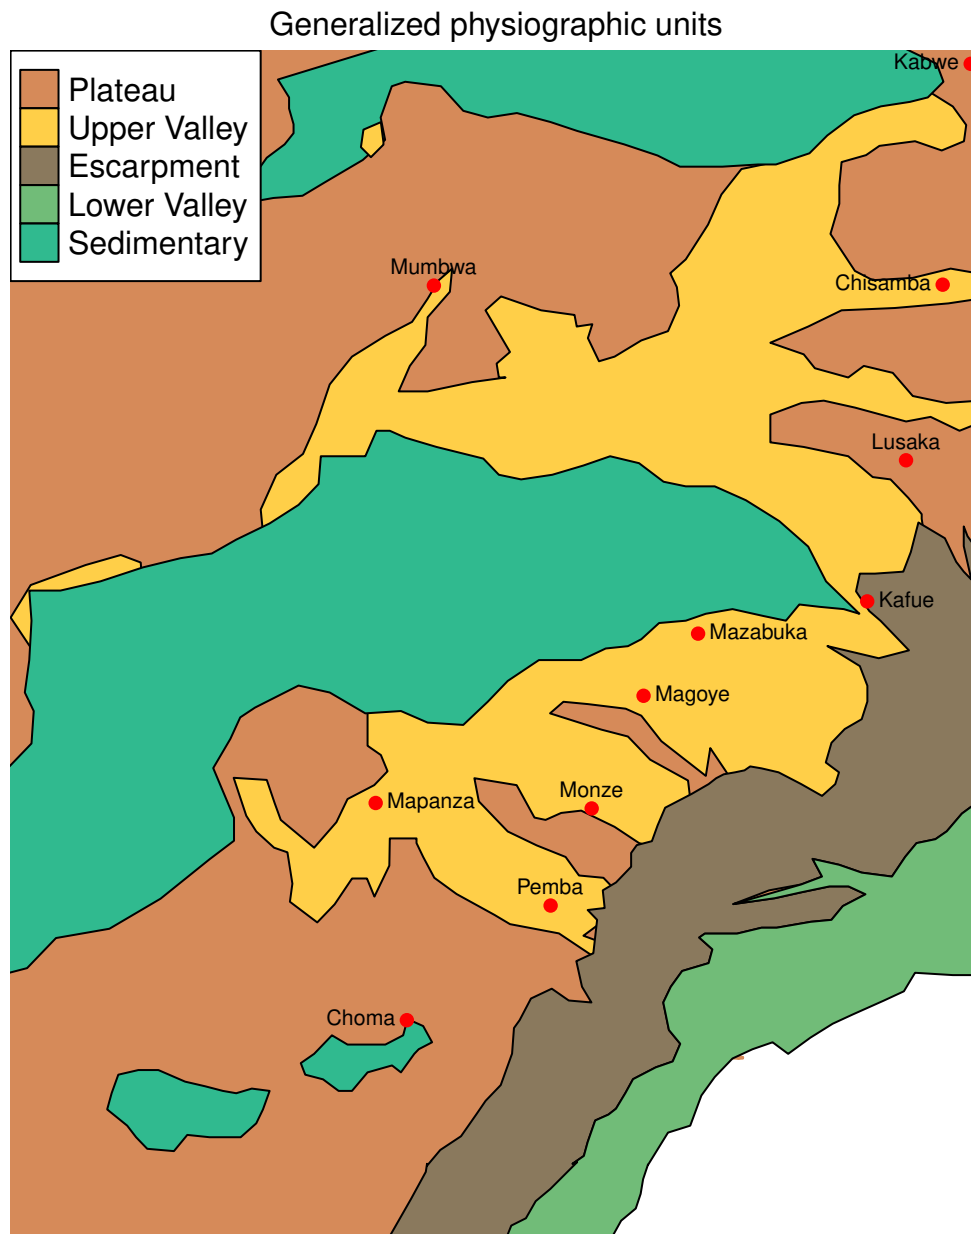 Generalized physiographic units
Plateau
Upper Valley
Escarpment
Lower Valley
Sedimentary
Kabwe
Mumbwa
Chisamba
Lusaka
Kafue
Mazabuka
Magoye
Monze
Mapanza
Pemba
Choma